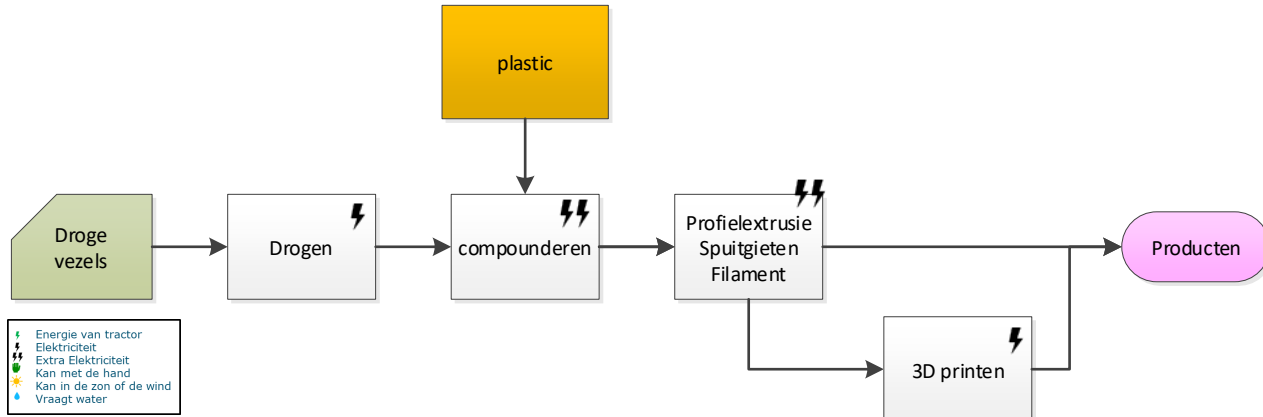 plastic
Droge
vezels
Drogen
compounderen
Profielextrusie
Spuitgieten
Filament
Producten
3D printen
Energie van tractor
Elektriciteit
Extra Elektriciteit
Kan met de hand
Kan in de zon of de wind
Vraagt water